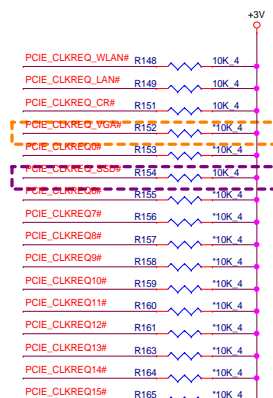 +3V
PCIE_CLKREQ_WLAN# R148 10K_4
PCIE_CLKREQ_LAN# R149 10K_4
PCIE_CLKREQ_CR# R151 10K_4
PCIE_CLKREQ_VGA# R152 *10K_4
PCIE_CLKREQ0# R153 *10K_4
PCIE_CLKREQ_SSD# R154 10K_4
PCIE_CLKREQ6# R155 *10K_4
PCIE_CLKREQ7# R156 *10K_4
PCIE_CLKREQ8# R157 *10K_4
PCIE_CLKREQ9# R158 *10K_4
PCIE_CLKREQ10# R159 *10K_4
PCIE_CLKREQ11# R160 *10K_4
PCIE_CLKREQ12# R161 *10K_4
PCIE_CLKREQ13# R163 *10K_4
PCIE_CLKREQ14# R164 *10K_4
PCIE_CLKREQ15# R165 *10K_4